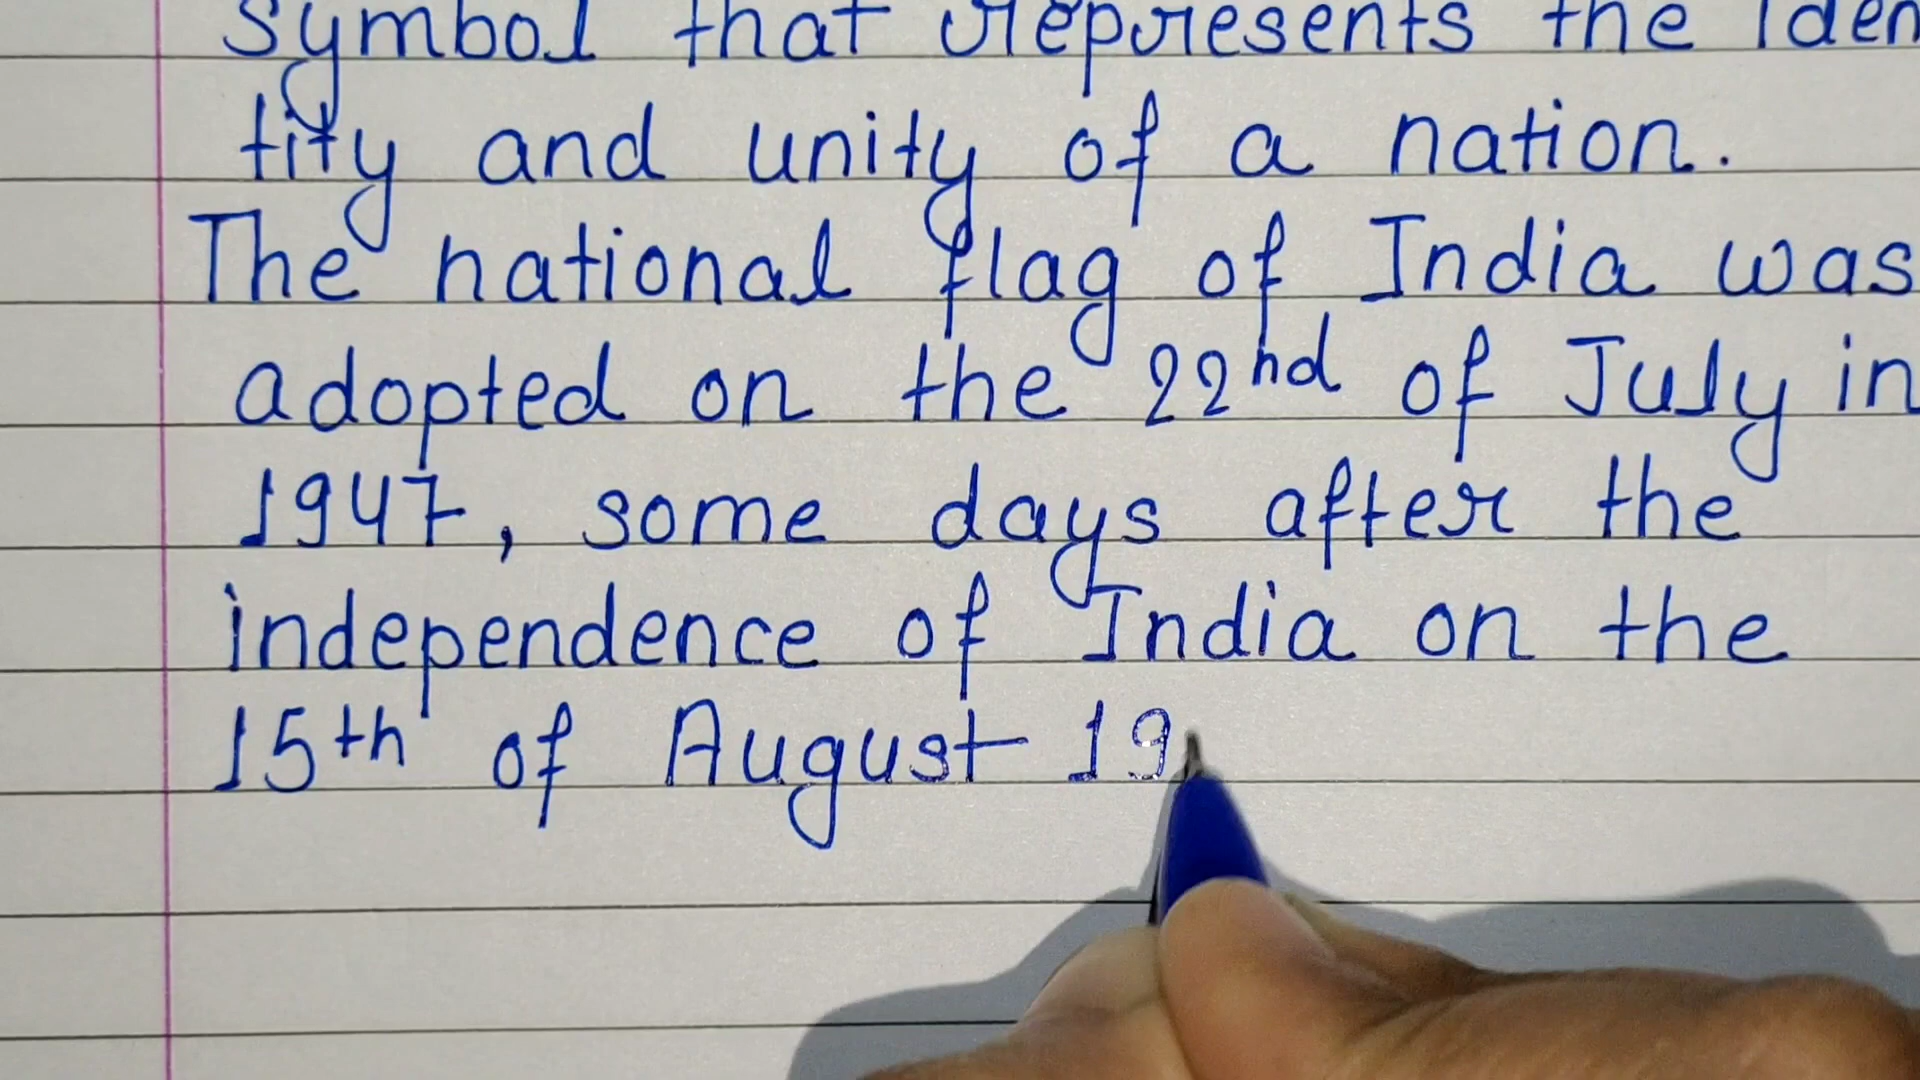 symbol that represents the iden
tity and unity of a nation.
The national flag of India was
adopted on the 22nd of July in
1947, some days after the
independence of India on the
15th of August 19